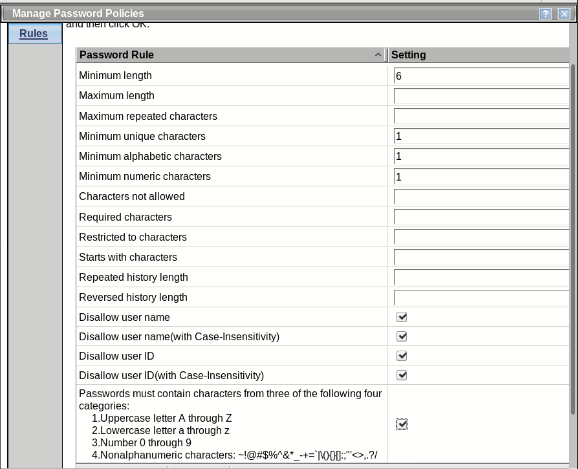 Manage Password Policies
? X
Rules
and then click OK.
Password Rule Setting
Minimum length 6
Maximum length
Maximum repeated characters
Minimum unique characters 1
Minimum alphabetic characters 1
Minimum numeric characters 1
Characters not allowed
Required characters
Restricted to characters
Starts with characters
Repeated history length
Reversed history length
Disallow user name
Disallow user name(with Case-Insensitivity)
Disallow user ID
Disallow user ID(with Case-Insensitivity)
Passwords must contain characters from three of the following four
categories:
1.Uppercase letter A through Z
2.Lowercase letter a through z
3.Number 0 through 9
4.Nonalphanumeric characters: ~!@#$%^&*_-+=`|\(){}[]:;"'<>,.?/